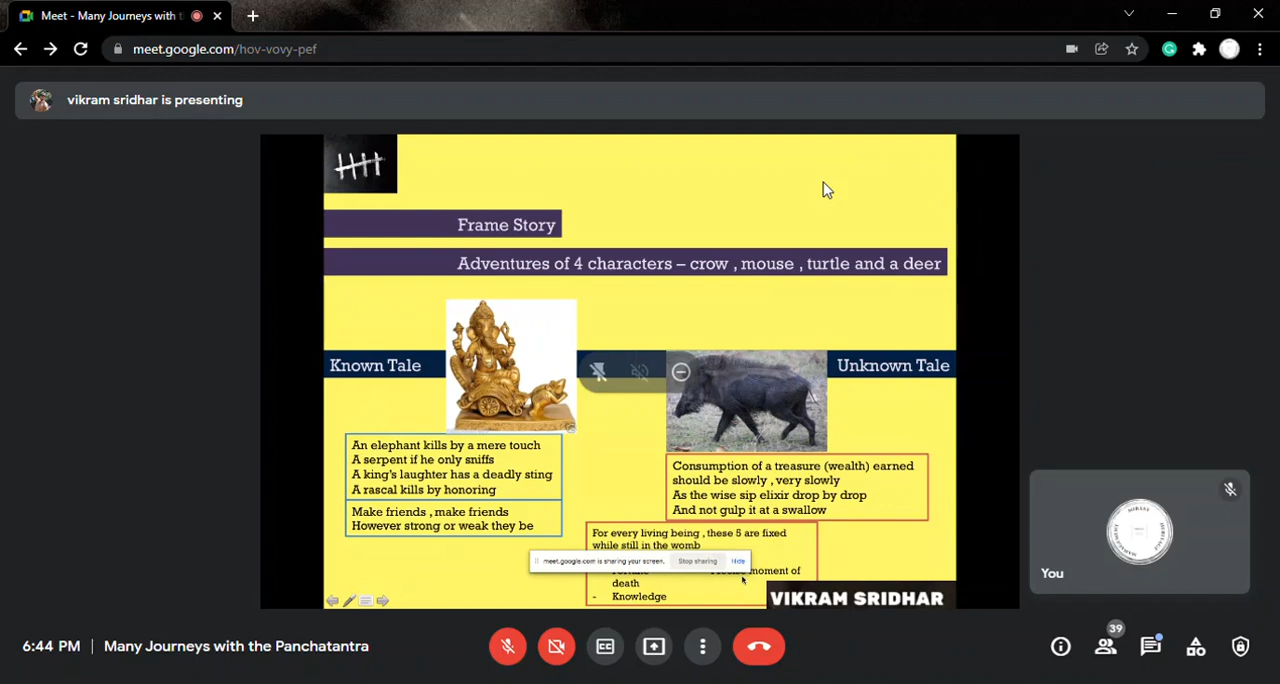 Meet - Many Journeys with t
meet.google.com/hov-vovy-pef
vikram sridhar is presenting
Frame Story
Adventures of 4 characters – crow , mouse , turtle and a deer
Known Tale
Unknown Tale
An elephant kills by a mere touch
A serpent if he only sniffs
A king's laughter has a deadly sting
A rascal kills by honoring
Make friends , make friends
However strong or weak they be
Consumption of a treasure (wealth) earned
should be slowly , very slowly
As the wise sip elixir drop by drop
And not gulp it at a swallow
For every living being , these 5 are fixed
while still in the womb
meet.google.com is sharing your screen. Stop sharing Hide
moment of
death
- Knowledge
VIKRAM SRIDHAR
You
6:44 PM | Many Journeys with the Panchatantra
39